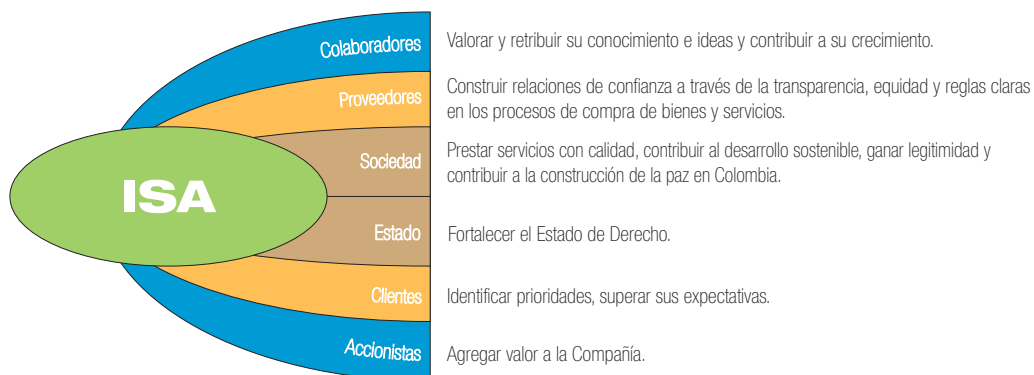 Colaboradores
Valorar y retribuir su conocimiento e ideas y contribuir a su crecimiento.
Proveedores
Construir relaciones de confianza a través de la transparencia, equidad y reglas claras
en los procesos de compra de bienes y servicios.
Sociedad
Prestar servicios con calidad, contribuir al desarrollo sostenible, ganar legitimidad y
contribuir a la construcción de la paz en Colombia.
ISA
Estado
Fortalecer el Estado de Derecho.
Clientes
Identificar prioridades, superar sus expectativas.
Accionistas
Agregar valor a la Compañía.